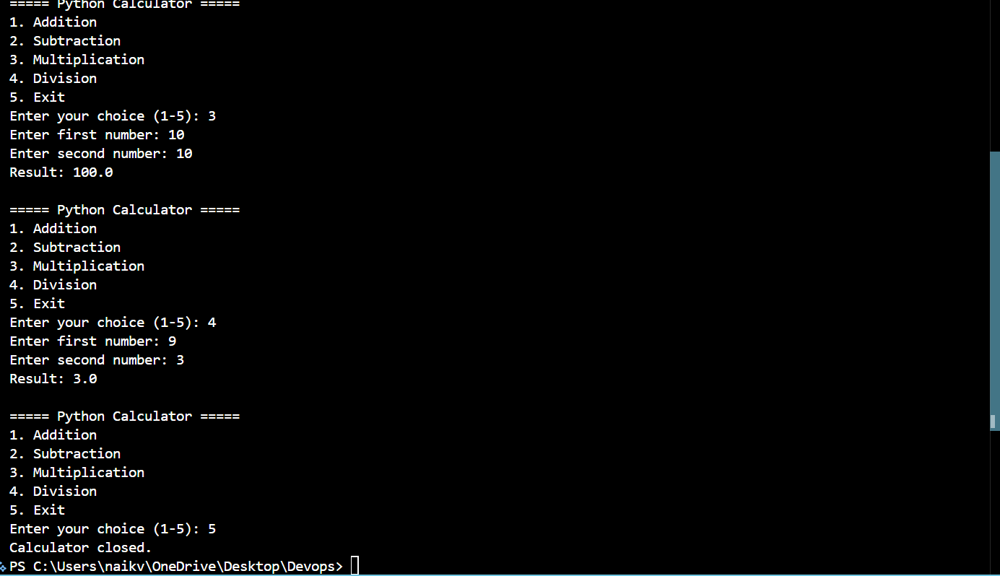 ===== Python Calculator =====
1. Addition
2. Subtraction
3. Multiplication
4. Division
5. Exit
Enter your choice (1-5): 3
Enter first number: 10
Enter second number: 10
Result: 100.0

===== Python Calculator =====
1. Addition
2. Subtraction
3. Multiplication
4. Division
5. Exit
Enter your choice (1-5): 4
Enter first number: 9
Enter second number: 3
Result: 3.0

===== Python Calculator =====
1. Addition
2. Subtraction
3. Multiplication
4. Division
5. Exit
Enter your choice (1-5): 5
Calculator closed.
PS C:\Users\naikv\OneDrive\Desktop\Devops>